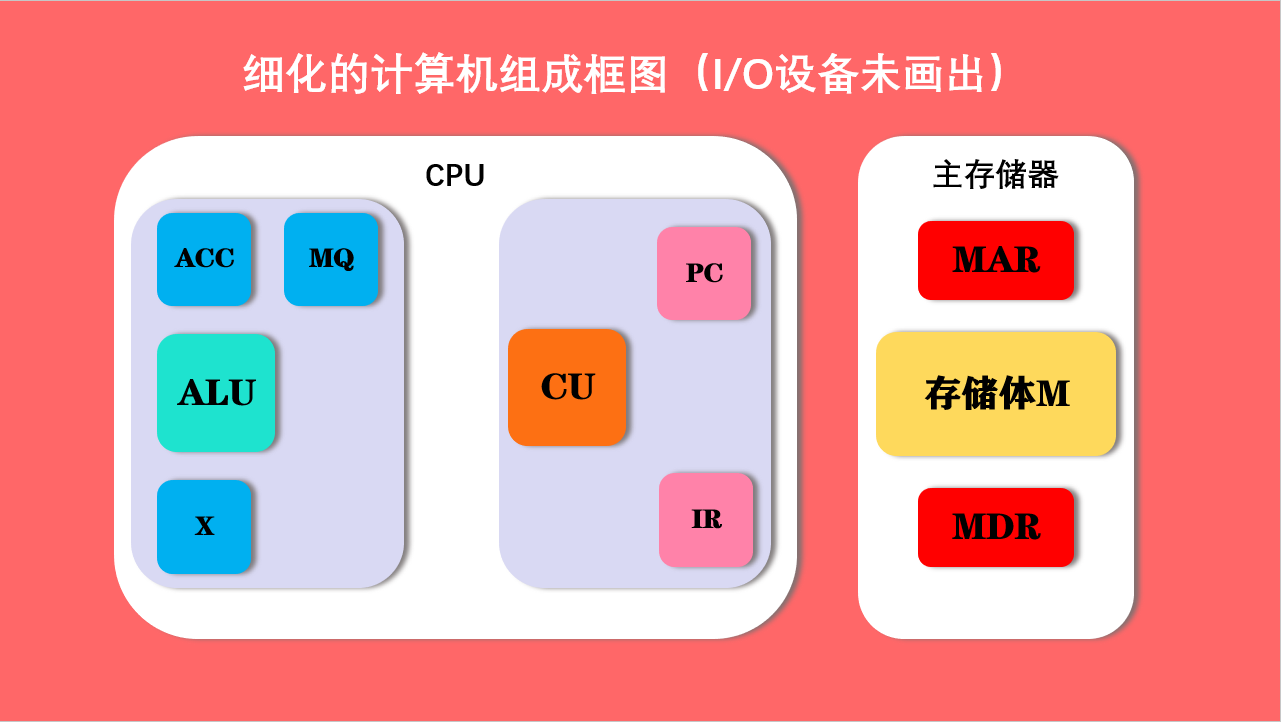 细化的计算机组成框图（I/O设备未画出）
CPU
ACC
MQ
ALU
X
PC
CU
IR
主存储器
MAR
存储体M
MDR